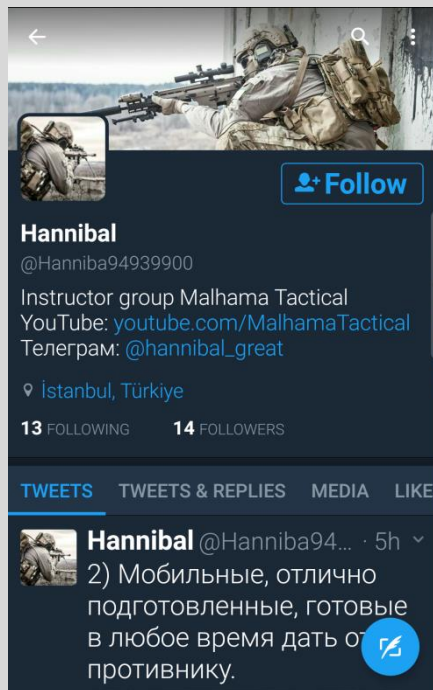 Follow
Hannibal
@Hanniba94939900
Instructor group Malhama Tactical
YouTube: youtube.com/MalhamaTactical
Телеграм: @hannibal_great
İstanbul, Türkiye
13 FOLLOWING 14 FOLLOWERS
TWEETS TWEETS & REPLIES MEDIA LIKE
Hannibal @Hanniba94... · 5h
2) Мобильные, отлично
подготовленные, готовые
в любое время дать
противнику.